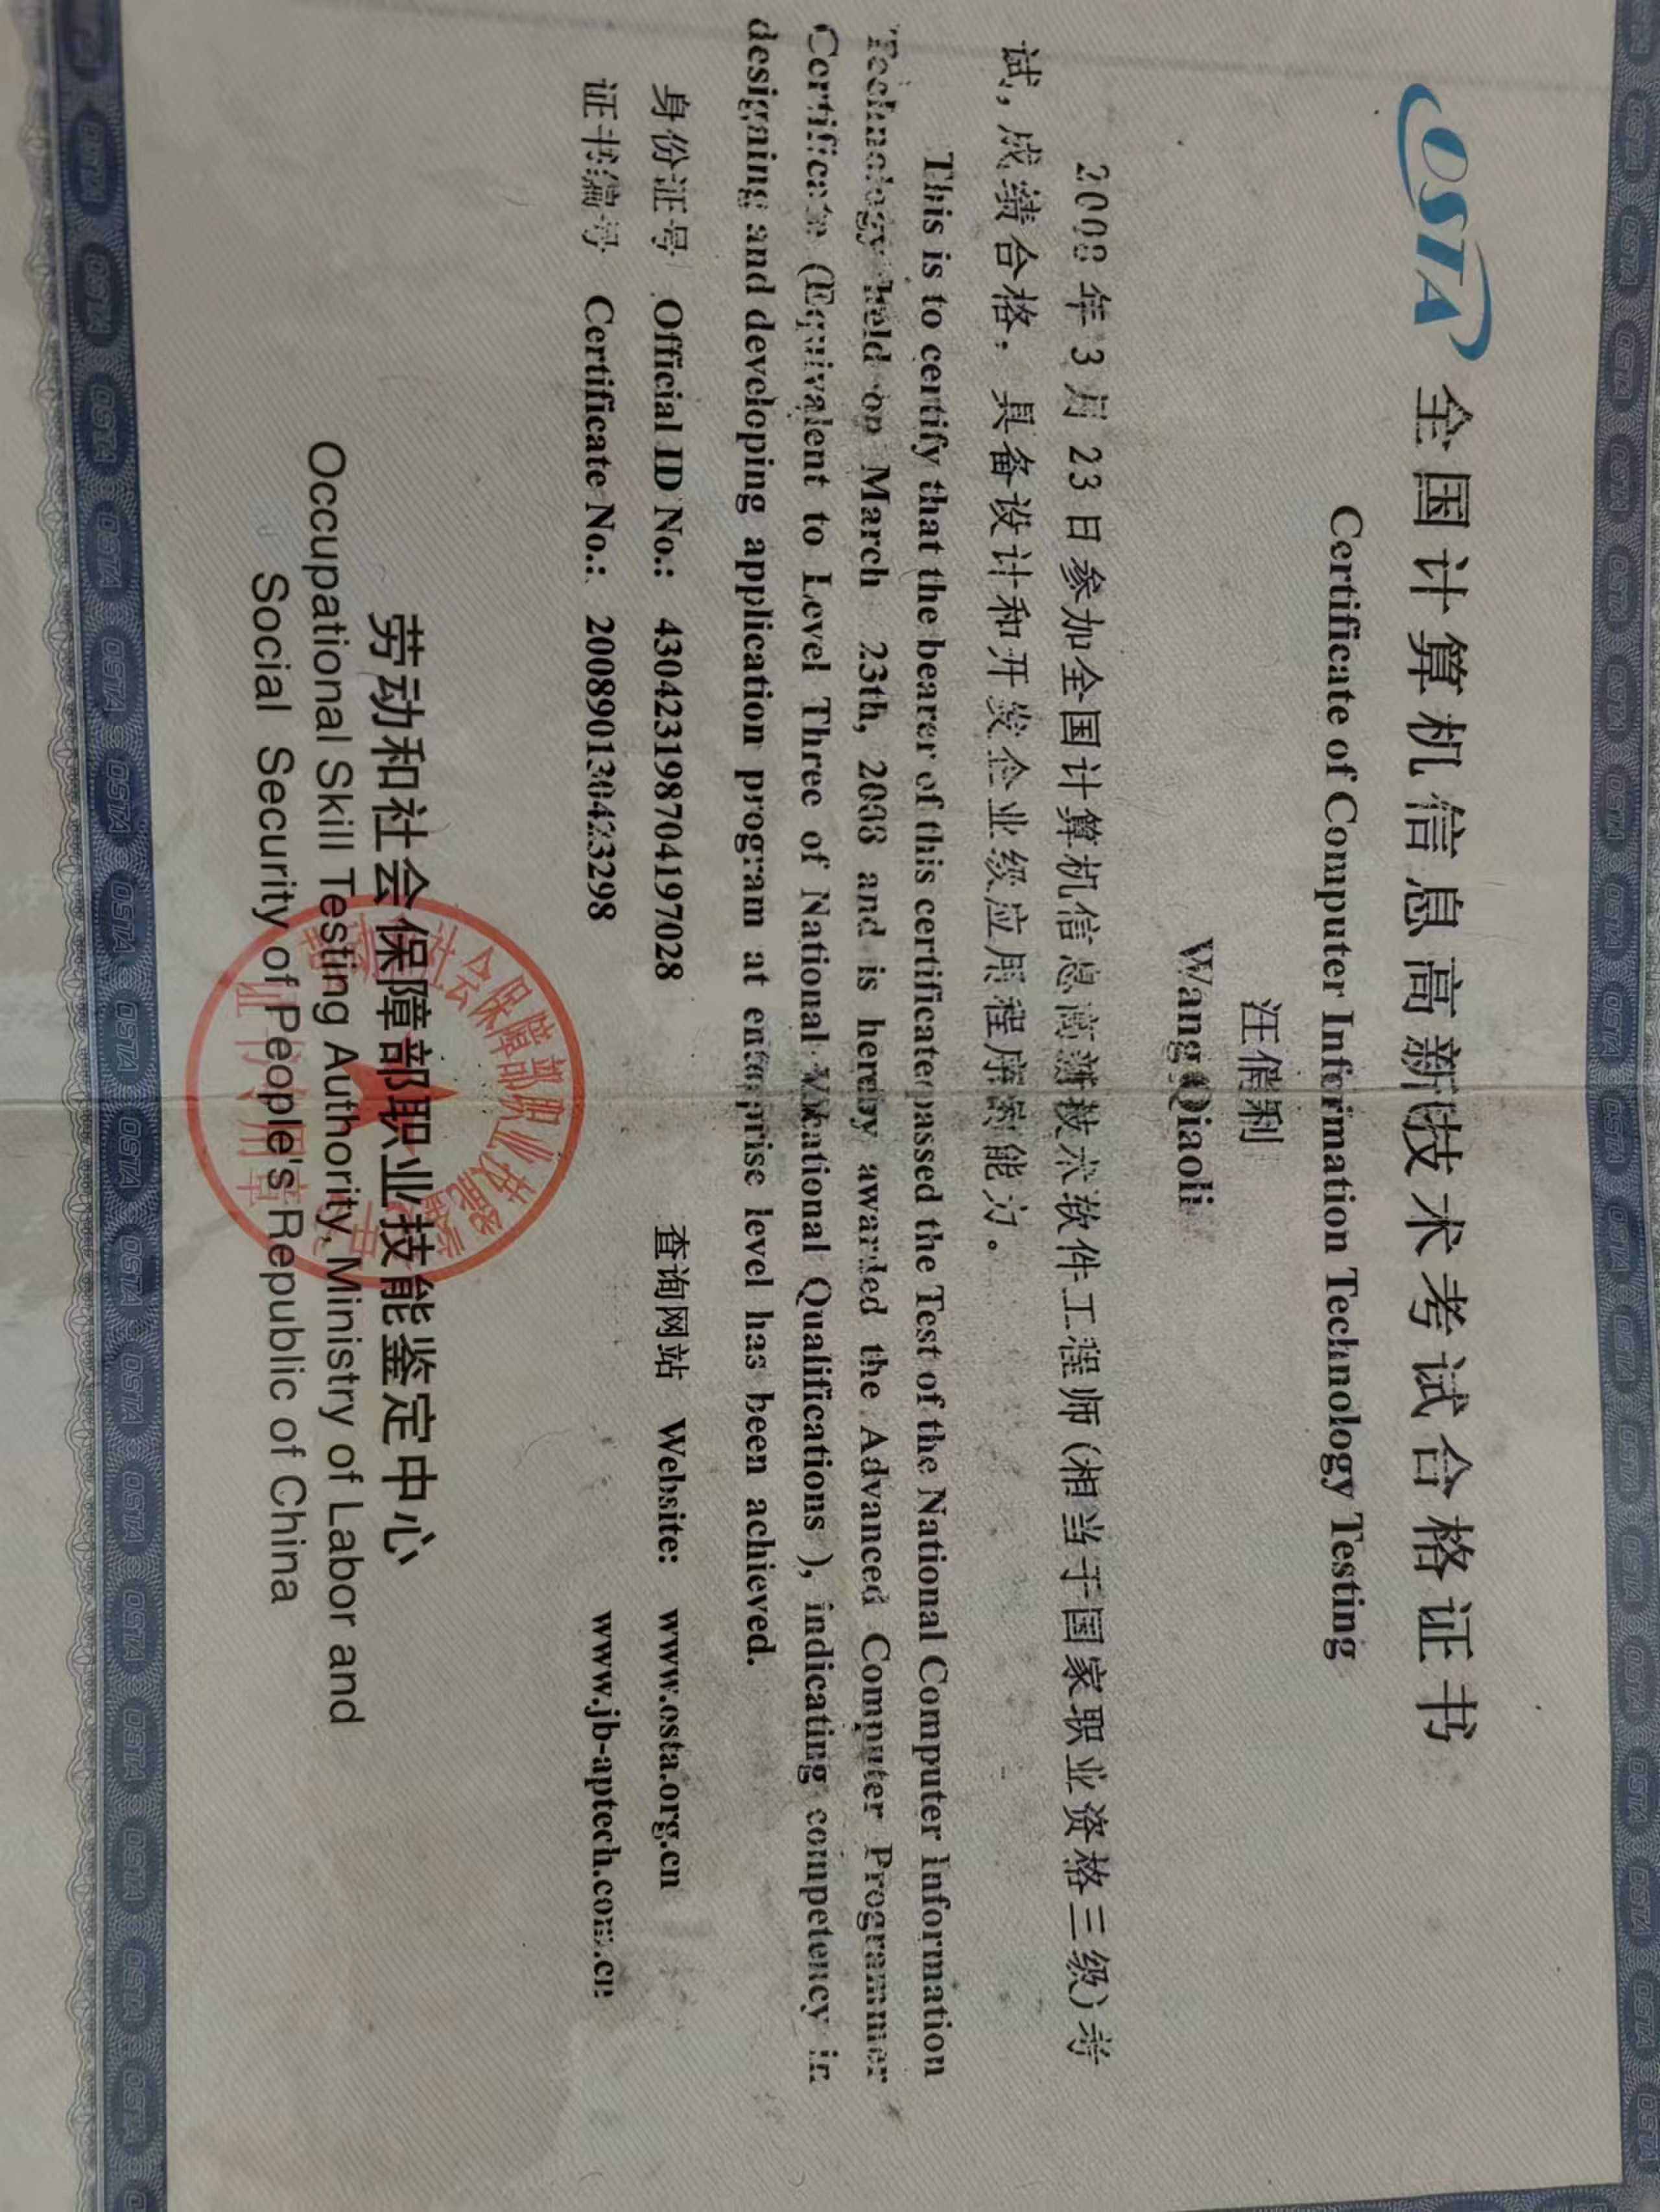 OSTA 全国计算机信息高新技术考试合格证书
Certificate of Computer Information Technology Testing
汪俏利
Wang Qiaoli
2008 年 3 月 23 日参加全国计算机信息高新技术软件工程师(相当于国家职业资格三级)考
试,成绩合格。具备设计和开发企业级应用程序的能力。
This is to certify that the bearer of this certificate passed the Test of the National Computer Information
Technology held on March 23th, 2008 and is hereby awarded the Advanced Computer Programmer
Certificate (Equivalent to Level Three of National Vocational Qualifications ), indicating competency in
designing and developing application program at enterprise level has been achieved.
身份证号 Official ID No.: 430423198704197028 查询网站 Website: www.osta.org.cn
证书编号 Certificate No.: 200890130423298 www.jb-aptech.com.cn
劳动和社会保障部职业技能鉴定中心
Occupational Skill Testing Authority, Ministry of Labor and
Social Security of People's Republic of China